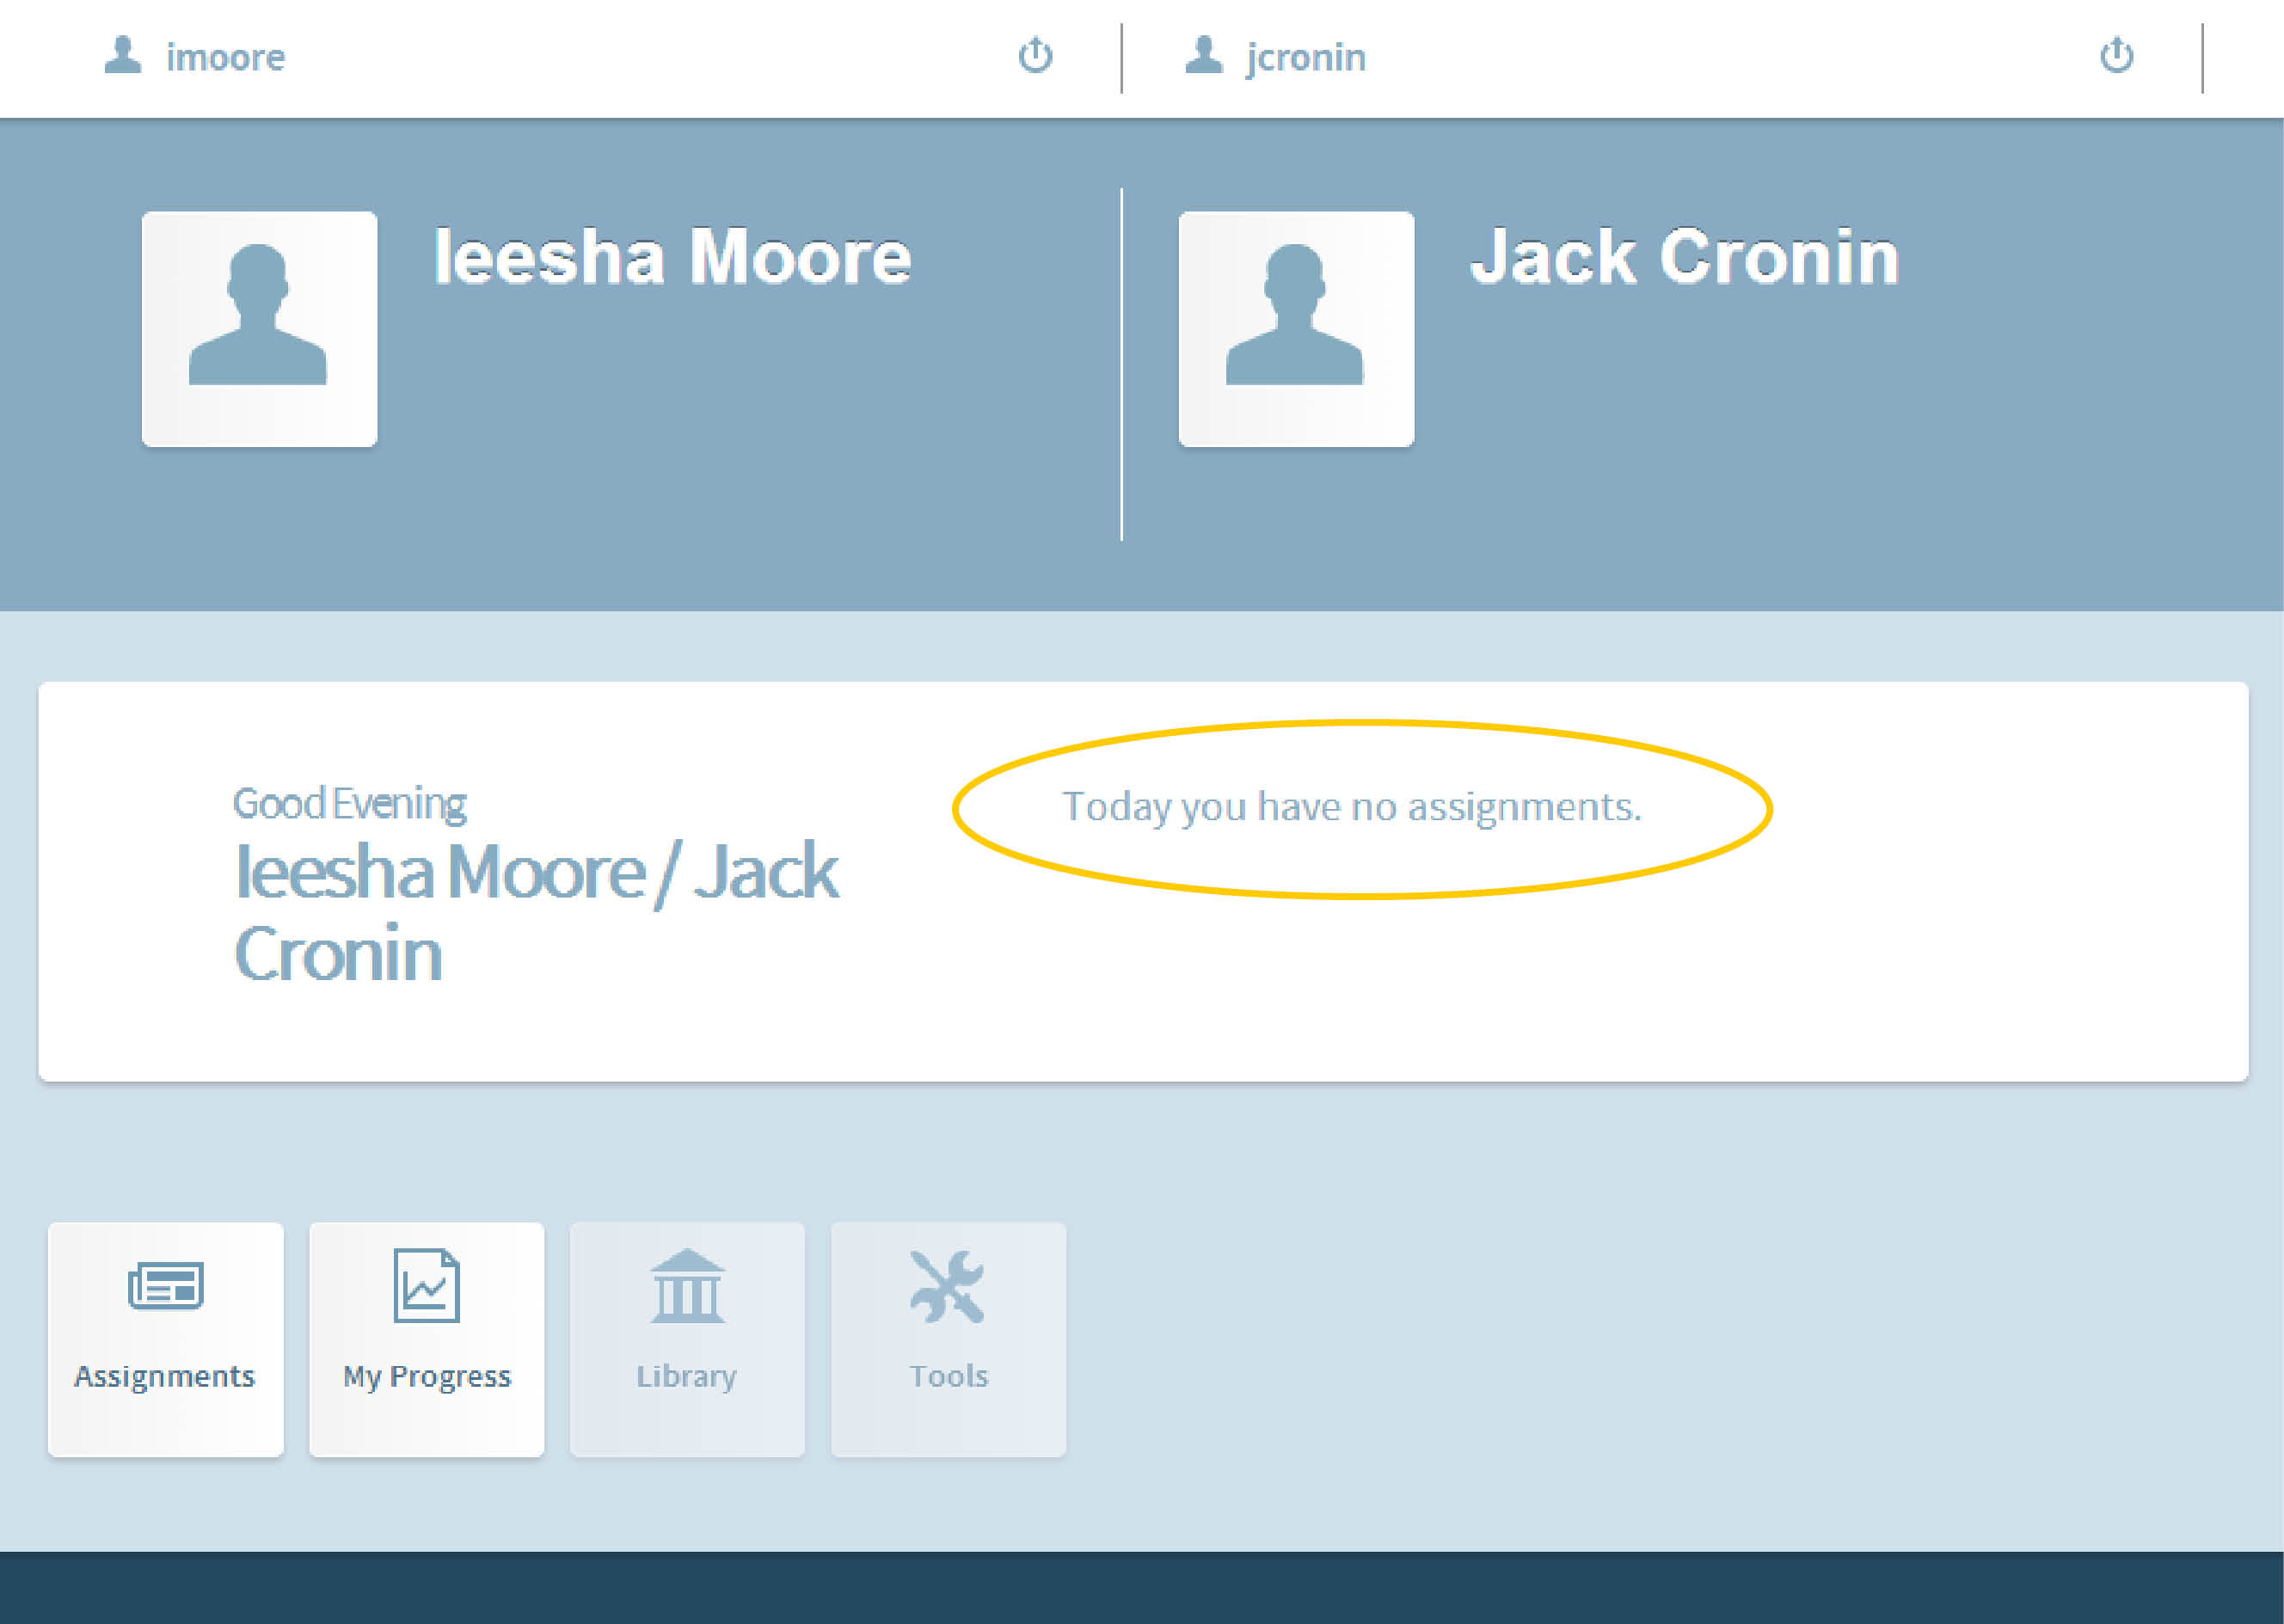 imoore
jcronin
Ieesha Moore
Jack Cronin
Good Evening
Ieesha Moore / Jack
Cronin
Today you have no assignments.
Assignments
My Progress
Library
Tools